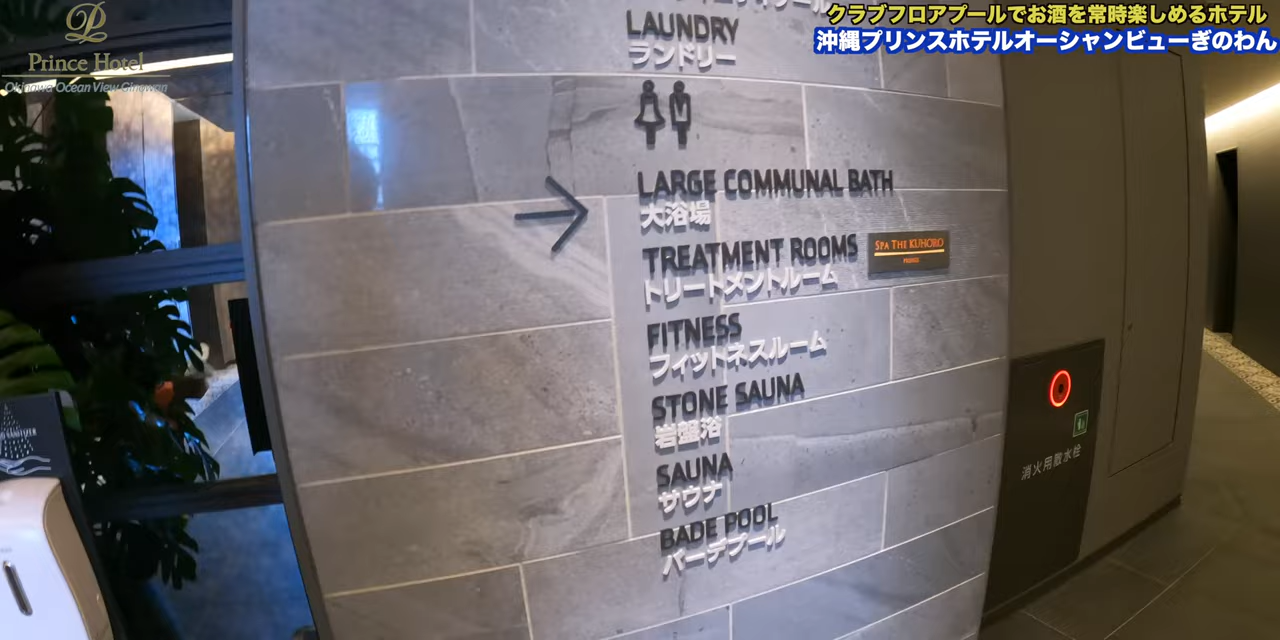 クラブフロアプールでお酒を常時楽しめるホテル
沖縄プリンスホテルオーシャンビューぎのわん
Prince Hotel
Okinawa Ocean View Ginowan
LAUNDRY
ランドリー
LARGE COMMUNAL BATH
大浴場
TREATMENT ROOMS
トリートメントルーム
SPA THE KUHORO
PRINCE
FITNESS
フィットネスルーム
STONE SAUNA
岩盤浴
SAUNA
サウナ
BADE POOL
バーデプール
消火用散水栓